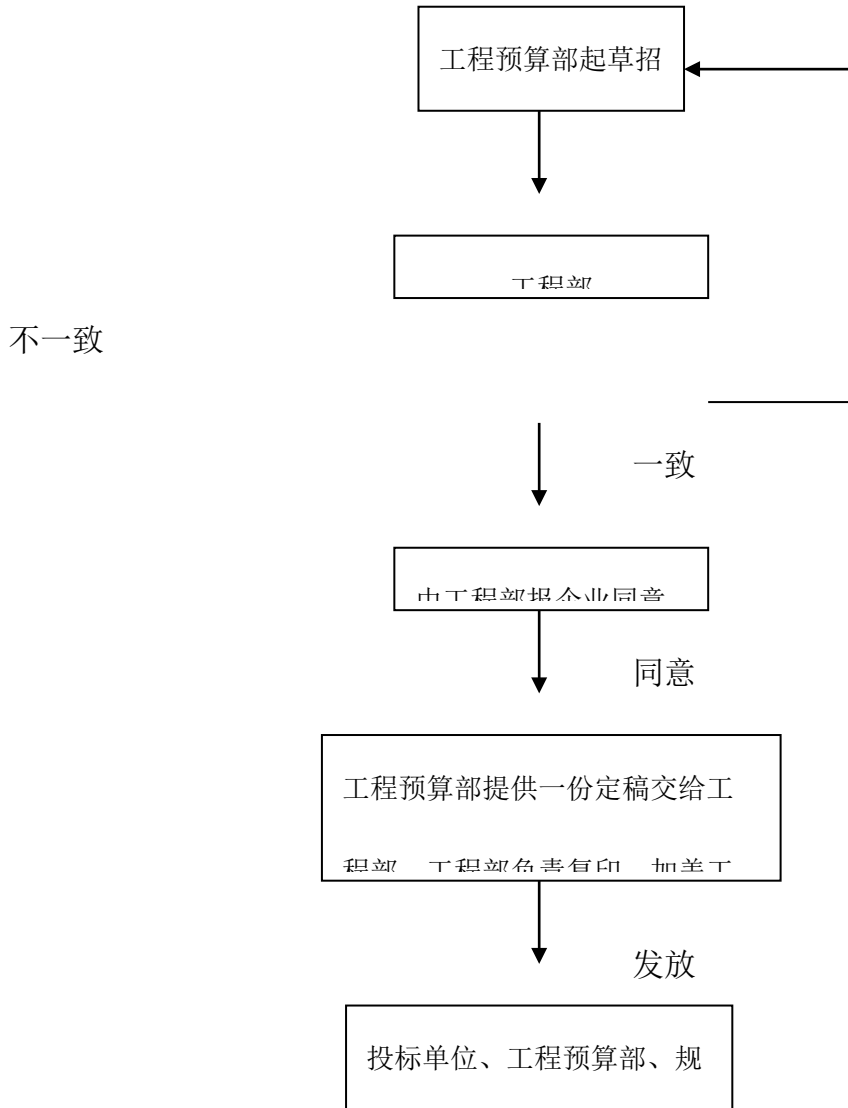 工程预算部起草招
工程部
不一致
一致
由工程部报企业同意
同意
工程预算部提供一份定稿交给工
程部，工程部负责复印、加盖工
发放
投标单位、工程预算部、规